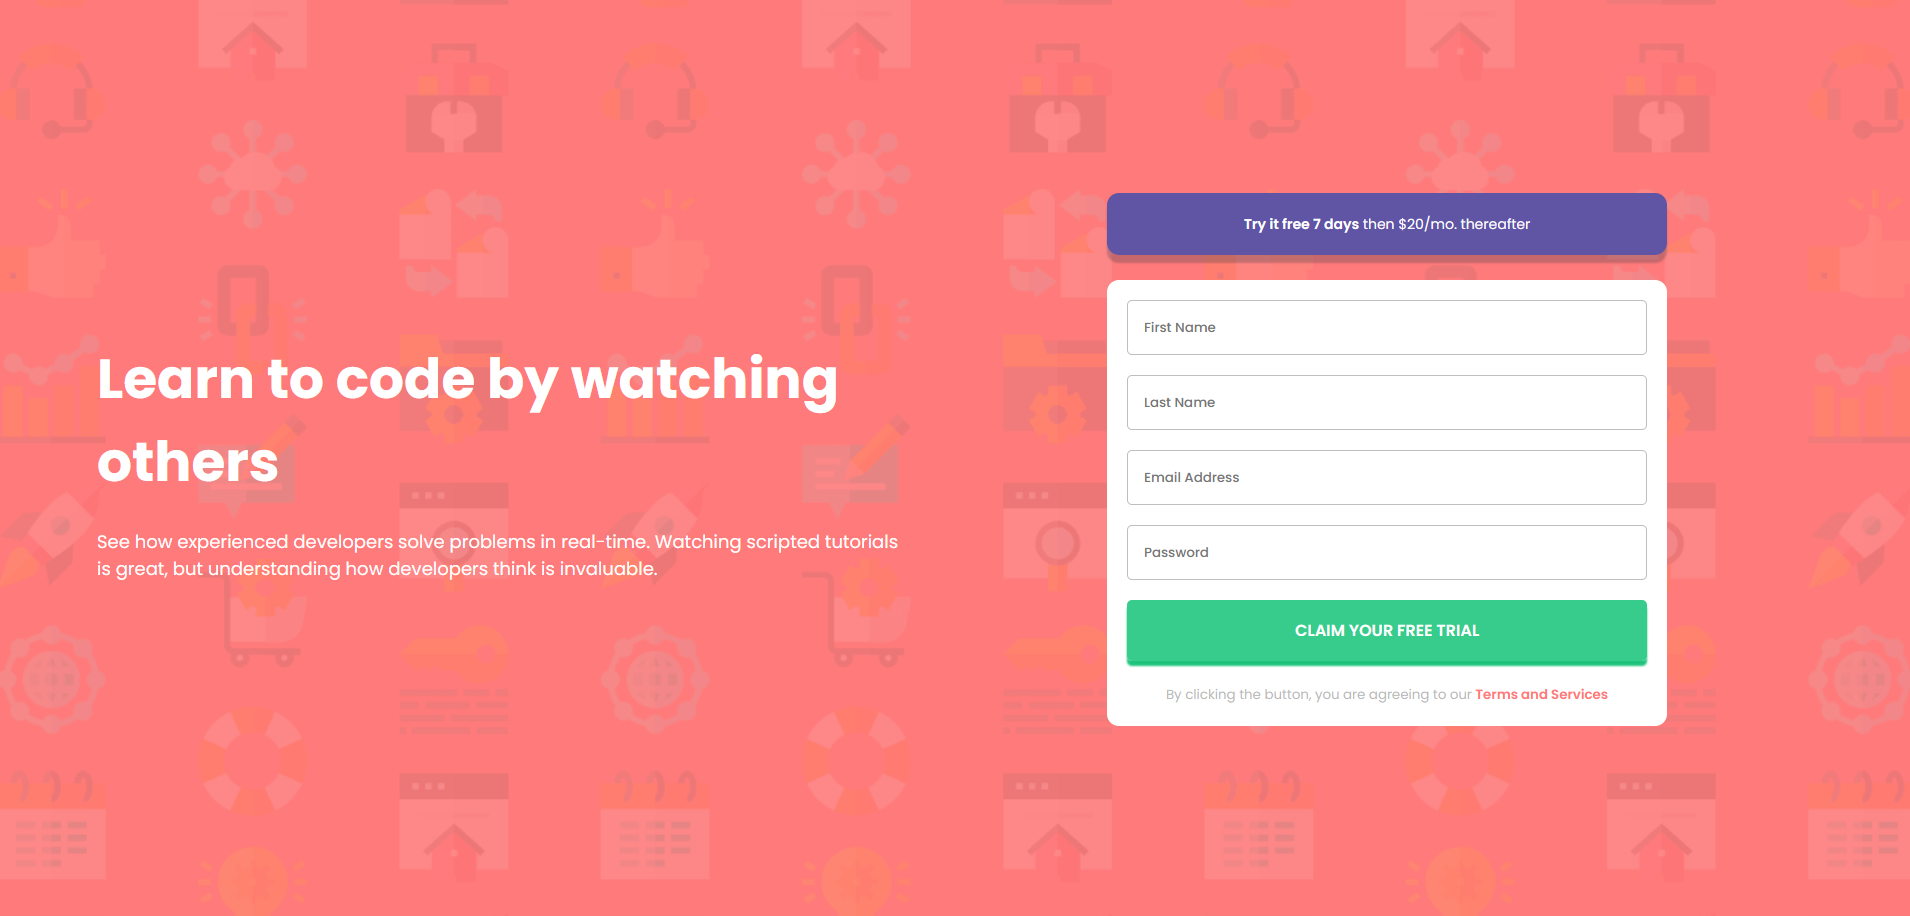 Learn to code by watching
others
See how experienced developers solve problems in real-time. Watching scripted tutorials
is great, but understanding how developers think is invaluable.
Try it free 7 days then $20/mo. thereafter
First Name
Last Name
Email Address
Password
CLAIM YOUR FREE TRIAL
By clicking the button, you are agreeing to our Terms and Services